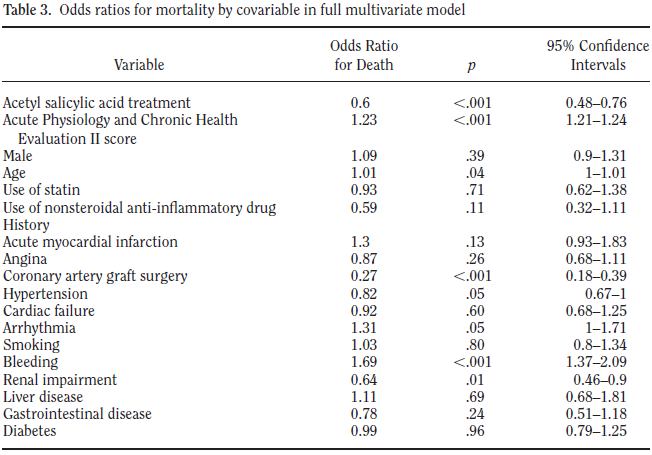 Table 3. Odds ratios for mortality by covariable in full multivariate model
Odds Ratio 95% Confidence
Variable for Death p Intervals
Acetyl salicylic acid treatment 0.6 <.001 0.48–0.76
Acute Physiology and Chronic Health 1.23 <.001 1.21–1.24
Evaluation II score
Male 1.09 .39 0.9–1.31
Age 1.01 .04 1–1.01
Use of statin 0.93 .71 0.62–1.38
Use of nonsteroidal anti-inflammatory drug 0.59 .11 0.32–1.11
History
Acute myocardial infarction 1.3 .13 0.93–1.83
Angina 0.87 .26 0.68–1.11
Coronary artery graft surgery 0.27 <.001 0.18–0.39
Hypertension 0.82 .05 0.67–1
Cardiac failure 0.92 .60 0.68–1.25
Arrhythmia 1.31 .05 1–1.71
Smoking 1.03 .80 0.8–1.34
Bleeding 1.69 <.001 1.37–2.09
Renal impairment 0.64 .01 0.46–0.9
Liver disease 1.11 .69 0.68–1.81
Gastrointestinal disease 0.78 .24 0.51–1.18
Diabetes 0.99 .96 0.79–1.25